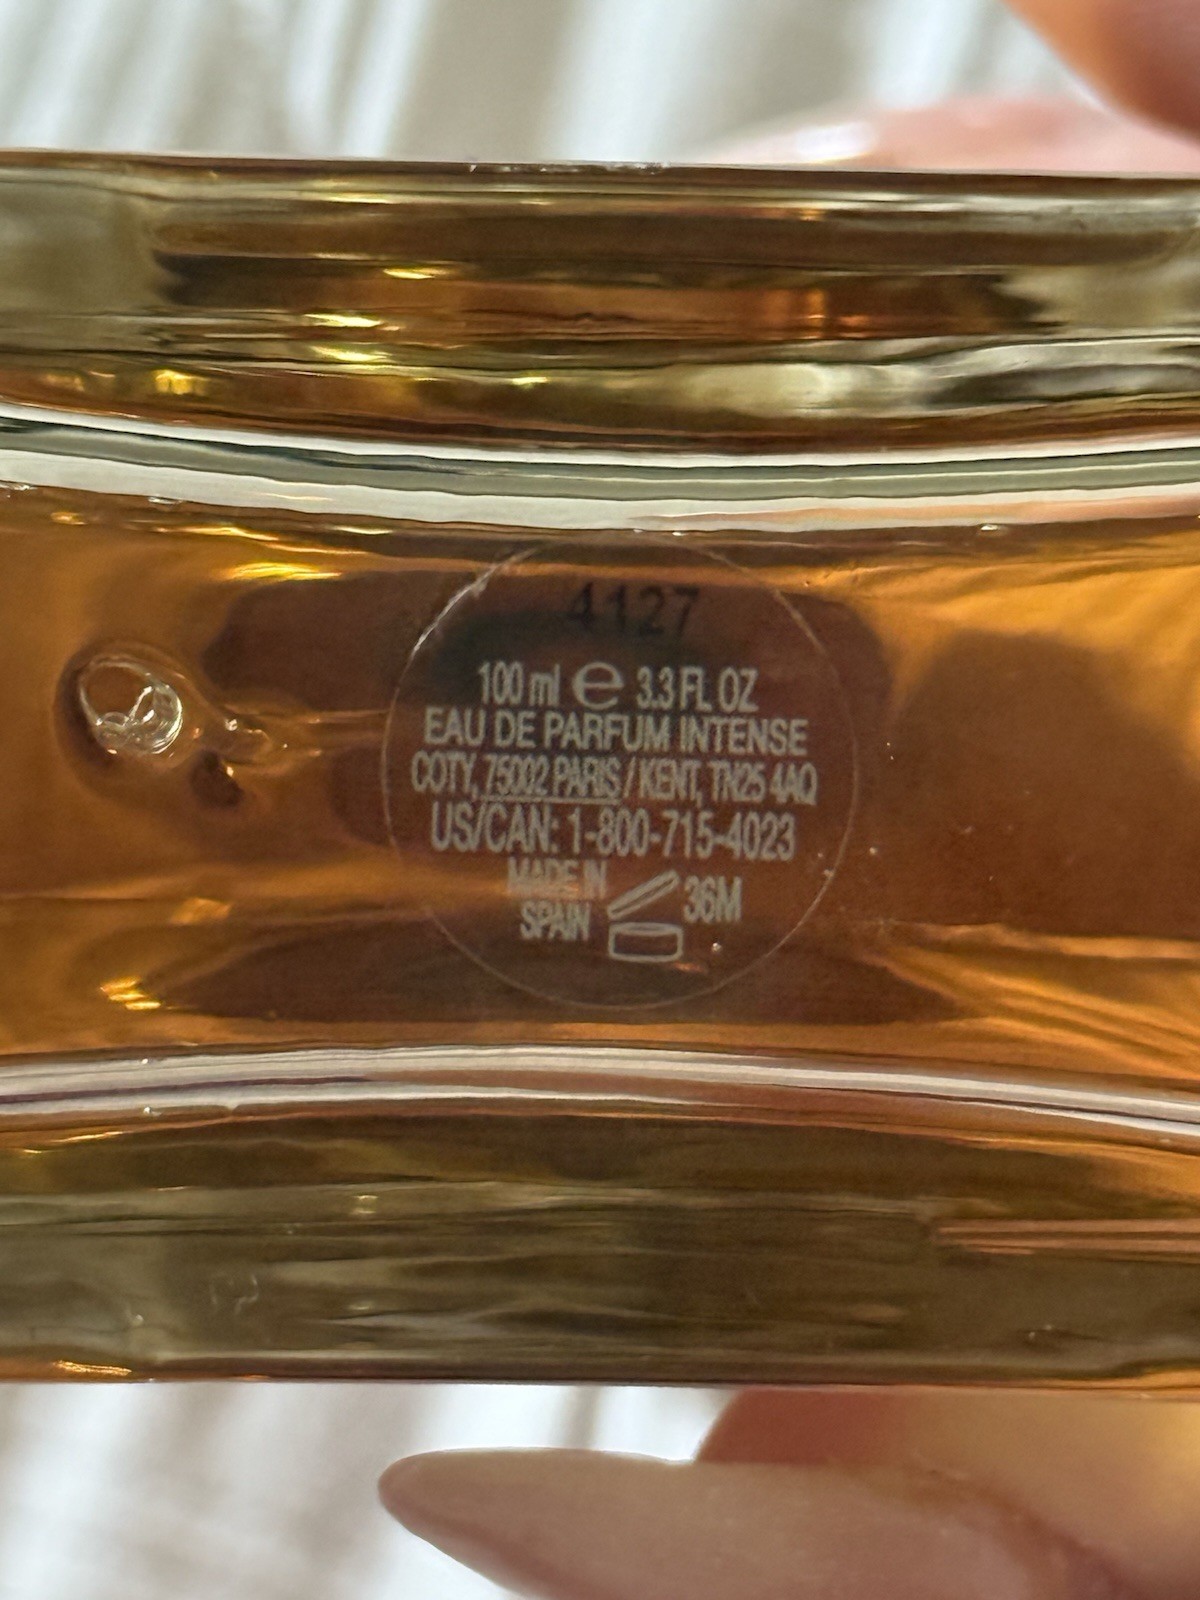 4127
100 ml e 3.3 FL OZ
EAU DE PARFUM INTENSE
COTY, 75002 PARIS / KENT, TN25 4AQ
US/CAN: 1-800-715-4023
MADE IN
SPAIN
36M